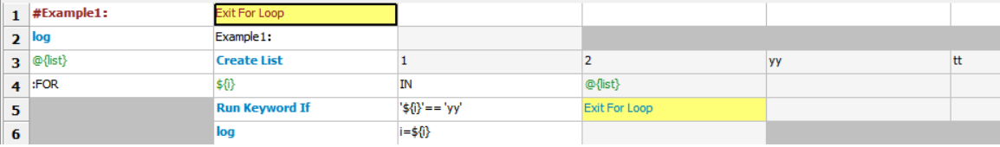 1 #Example1: Exit For Loop
2 log Example1:
3 @{list} Create List 1 2 yy tt
4 :FOR ${i} IN @{list}
5 Run Keyword If '${i}'== 'yy' Exit For Loop
6 log i=${i}